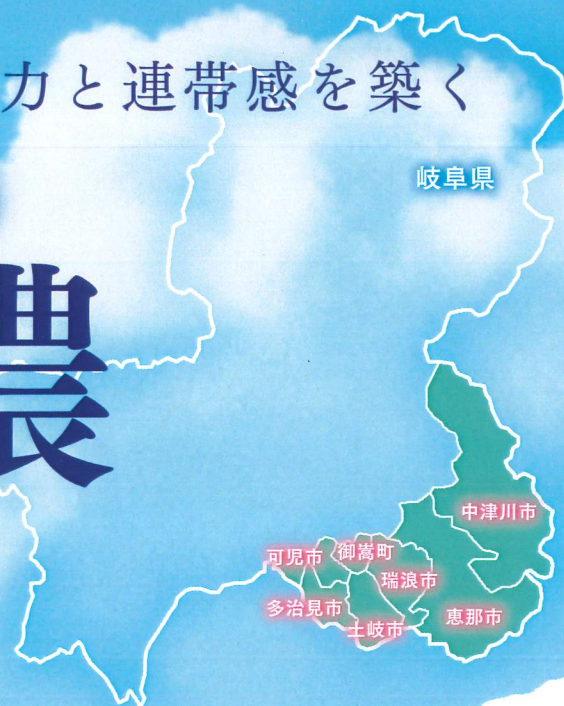 力と連帯感を築く
岐阜県
農
中津川市
可児市
御嵩町
瑞浪市
多治見市
恵那市
土岐市